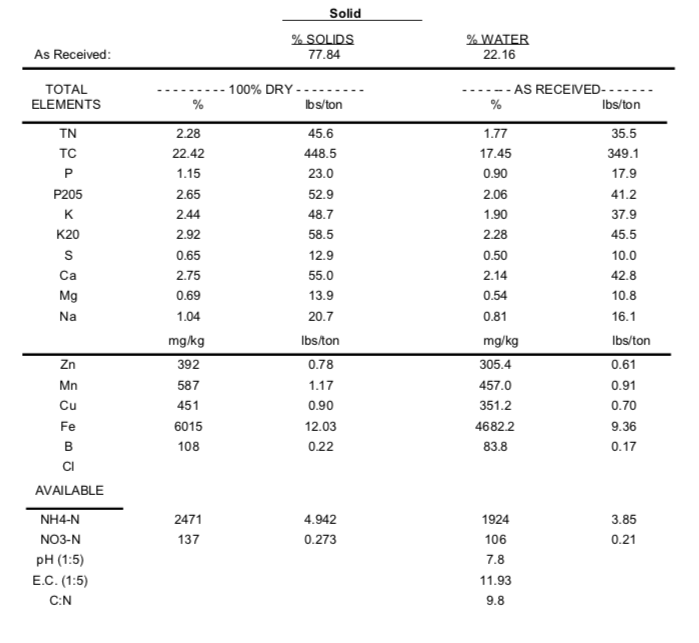 Solid
% SOLIDS % WATER
As Received: 77.84 22.16
TOTAL - - - - - - - - - 100% DRY - - - - - - - - - - - - - - - - AS RECEIVED- - - - - - -
ELEMENTS % lbs/ton % lbs/ton
TN 2.28 45.6 1.77 35.5
TC 22.42 448.5 17.45 349.1
P 1.15 23.0 0.90 17.9
P205 2.65 52.9 2.06 41.2
K 2.44 48.7 1.90 37.9
K20 2.92 58.5 2.28 45.5
S 0.65 12.9 0.50 10.0
Ca 2.75 55.0 2.14 42.8
Mg 0.69 13.9 0.54 10.8
Na 1.04 20.7 0.81 16.1
mg/kg lbs/ton mg/kg lbs/ton
Zn 392 0.78 305.4 0.61
Mn 587 1.17 457.0 0.91
Cu 451 0.90 351.2 0.70
Fe 6015 12.03 4682.2 9.36
B 108 0.22 83.8 0.17
Cl
AVAILABLE
NH4-N 2471 4.942 1924 3.85
NO3-N 137 0.273 106 0.21
pH (1:5) 7.8
E.C. (1:5) 11.93
C:N 9.8